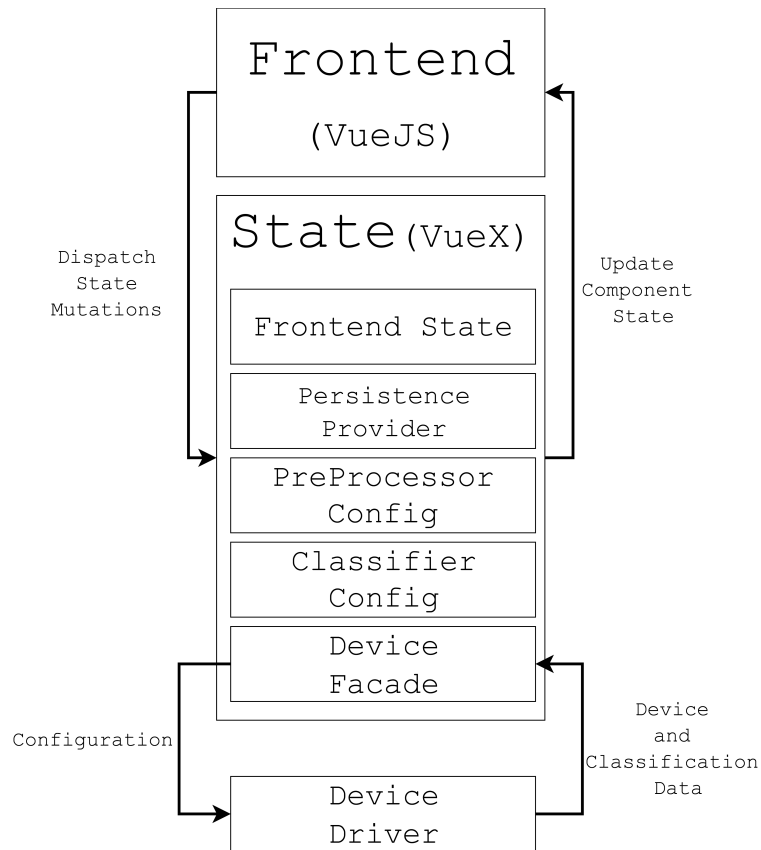 Frontend
(VueJS)
State (VueX)
Dispatch
State
Mutations
Update
Component
State
Frontend State
Persistence
Provider
PreProcessor
Config
Classifier
Config
Device
Facade
Configuration
Device
and
Classification
Data
Device
Driver